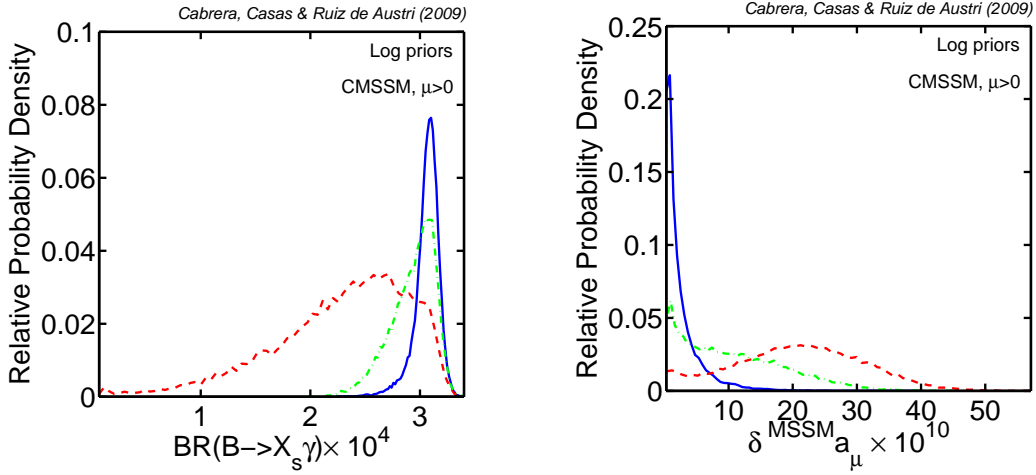 Cabrera, Casas & Ruiz de Austri (2009)
Log priors
CMSSM, μ>0
Relative Probability Density
0.1
0.08
0.06
0.04
0.02
0
1
2
3
BR(B->X_s γ)× 10^4
Cabrera, Casas & Ruiz de Austri (2009)
Log priors
CMSSM, μ>0
Relative Probability Density
0.25
0.2
0.15
0.1
0.05
0
10
20
30
40
50
δ^MSSM a_μ × 10^10